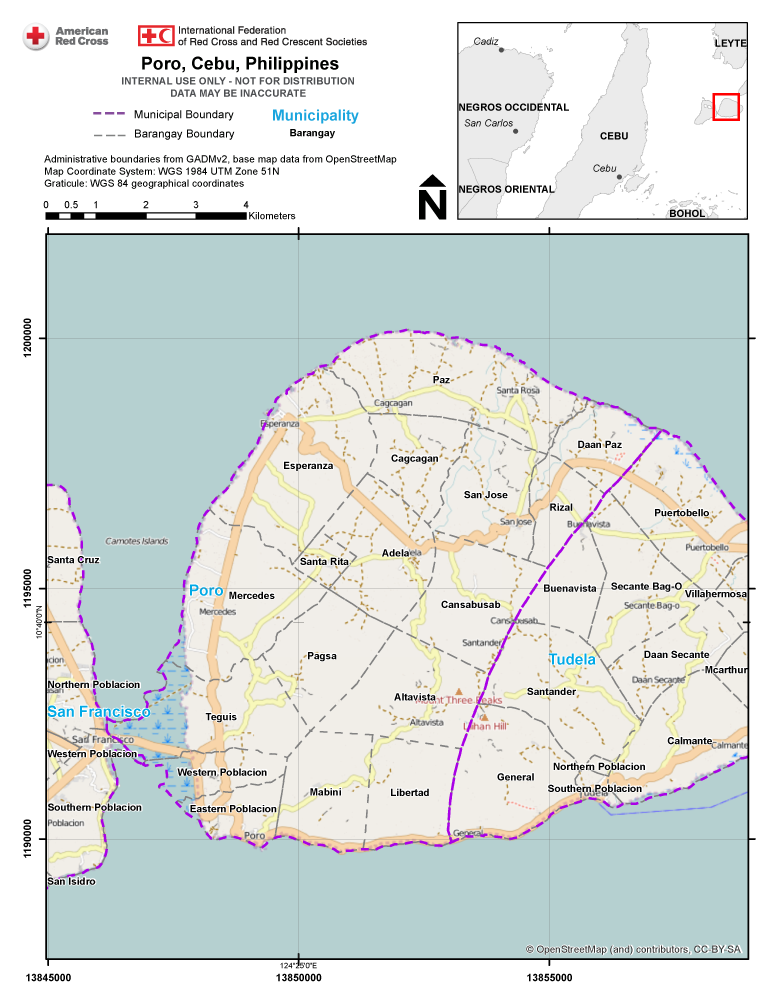 American
Red Cross
International Federation
of Red Cross and Red Crescent Societies
Poro, Cebu, Philippines
INTERNAL USE ONLY - NOT FOR DISTRIBUTION
DATA MAY BE INACCURATE
Municipal Boundary
Municipality
Barangay Boundary
Barangay
Administrative boundaries from GADMv2, base map data from OpenStreetMap
Map Coordinate System: WGS 1984 UTM Zone 51N
Graticule: WGS 84 geographical coordinates
0 0.5 1 2 3 4
Kilometers
N
Cadiz
LEYTE
NEGROS OCCIDENTAL
San Carlos
CEBU
Cebu
NEGROS ORIENTAL
BOHOL
1200000
Paz
Santa Rosa
Cagcagan
Esperanza
Daan Paz
Cagcagan
Esperanza
San Jose
Rizal
Portobello
San Jose
Buenavista
Camotes Islands
Portobello
Adela
Santa Cruz
Santa Rita
1195000
10°40'0"N
Poro
Mercedes
Buenavista
Secante Bag-O
Villahermosa
Cansabusab
Secante Bag-o
Mercedes
Cansabusab
Santander
Pagsa
Tudela
Daan Secante
Mcarthur
Daan Secante
Northern Poblacion
Santander
Altavista
Mount Three Peaks
San Francisco
Teguis
Altavista
Lahan Hill
San Francisco
Calmante
Calmante
Western Poblacion
Western Poblacion
Northern Poblacion
General
Southern Poblacion
Mabini
Libertad
Tudela
Southern Poblacion
Eastern Poblacion
Poblacion
Poro
General
1190000
San Isidro
© OpenStreetMap (and) contributors, CC-BY-SA
124°25'0"E
13845000
13850000
13855000